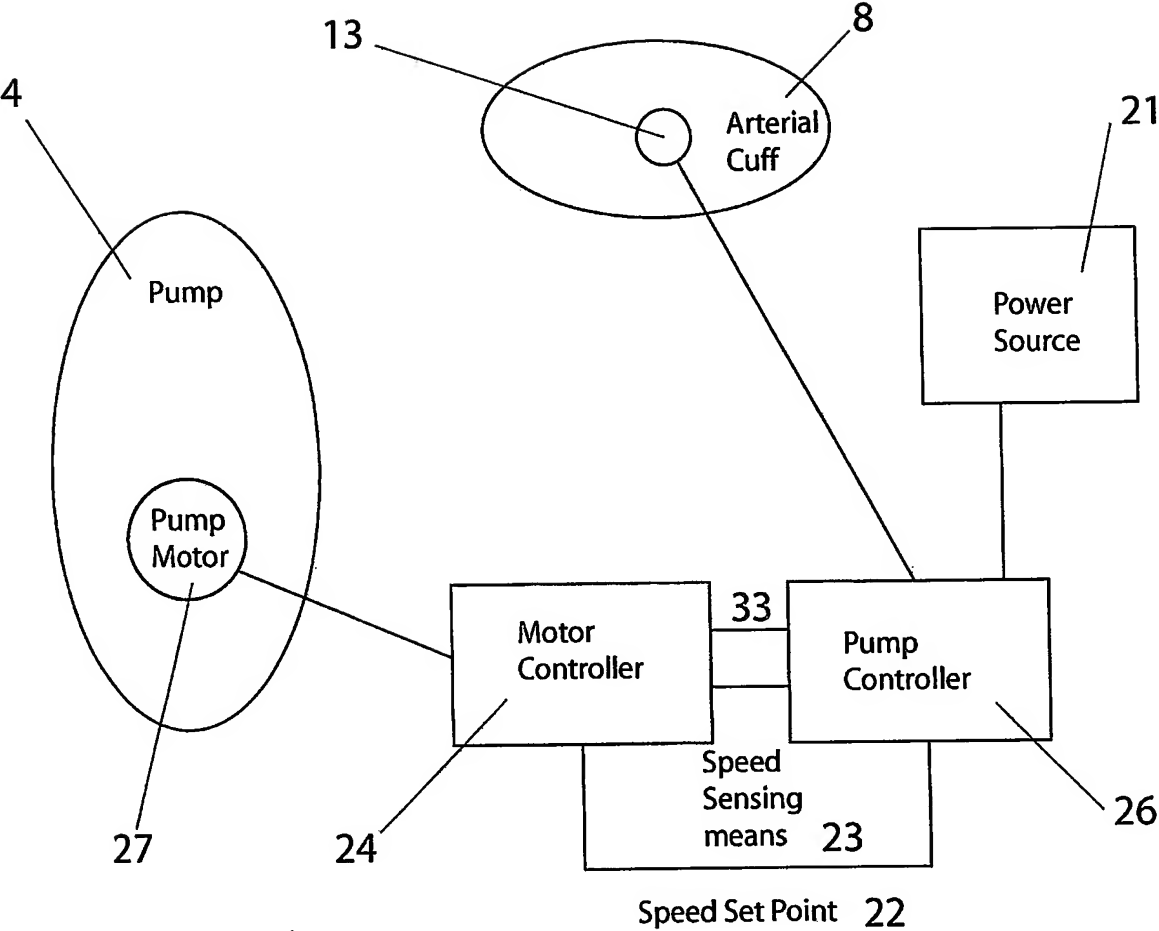 13
8
4
21
Arterial
Cuff
Pump
Power
Source
Pump
Motor
33
Motor
Controller
Pump
Controller
Speed
Sensing
means 23
27
24
26
Speed Set Point 22